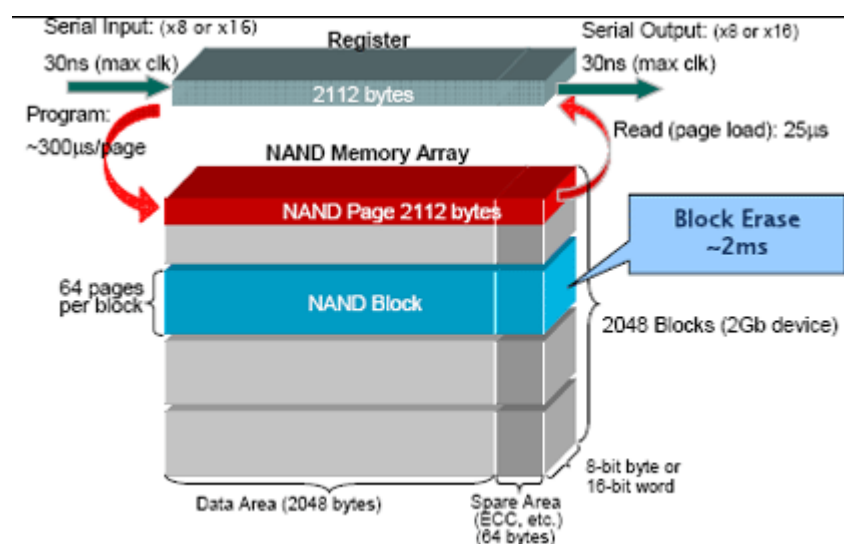 Serial Input: (x8 or x16)
30ns (max clk)
Register
Serial Output: (x8 or x16)
30ns (max clk)
2112 bytes
Program:
~300µs/page
Read (page load): 25µs
NAND Memory Array
NAND Page 2112 bytes
Block Erase
~2ms
64 pages
per block
NAND Block
2048 Blocks (2Gb device)
8-bit byte or
16-bit word
Data Area (2048 bytes)
Spare Area
(ECC, etc.)
(64 bytes)